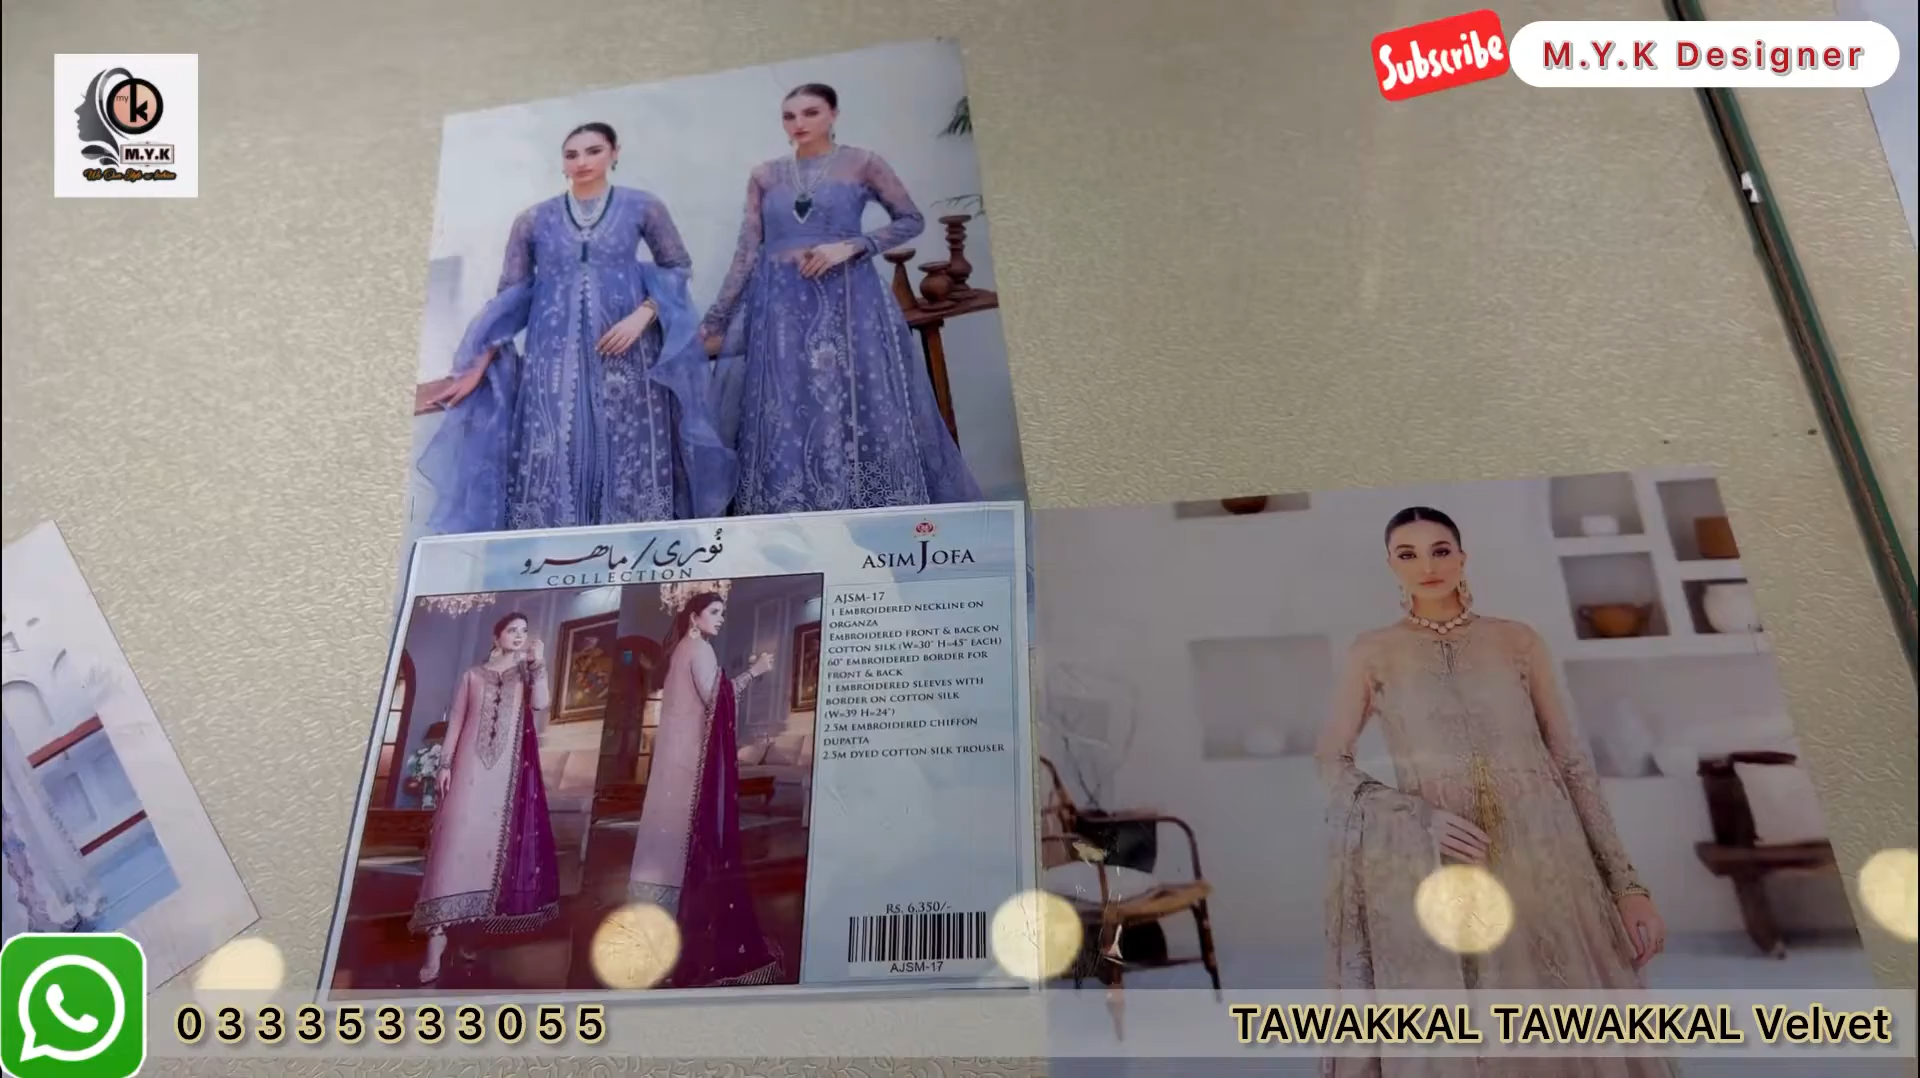 Subscribe
M.Y.K Designer
my
k
M.Y.K
نُوری/ماہرو
COLLECTION
ASIM JOFA
AJSM-17
1 EMBROIDERED NECKLINE ON
ORGANZA
EMBROIDERED FRONT & BACK ON
COTTON SILK (W=30" H=45" EACH)
60" EMBROIDERED BORDER FOR
FRONT & BACK
1 EMBROIDERED SLEEVES WITH
BORDER ON COTTON SILK
(W=39 H=24")
2.5M EMBROIDERED CHIFFON
DUPATTA
2.5M DYED COTTON SILK TROUSER
RS. 6,350/-
AJSM-17
03335333055
TAWAKKAL TAWAKKAL Velvet